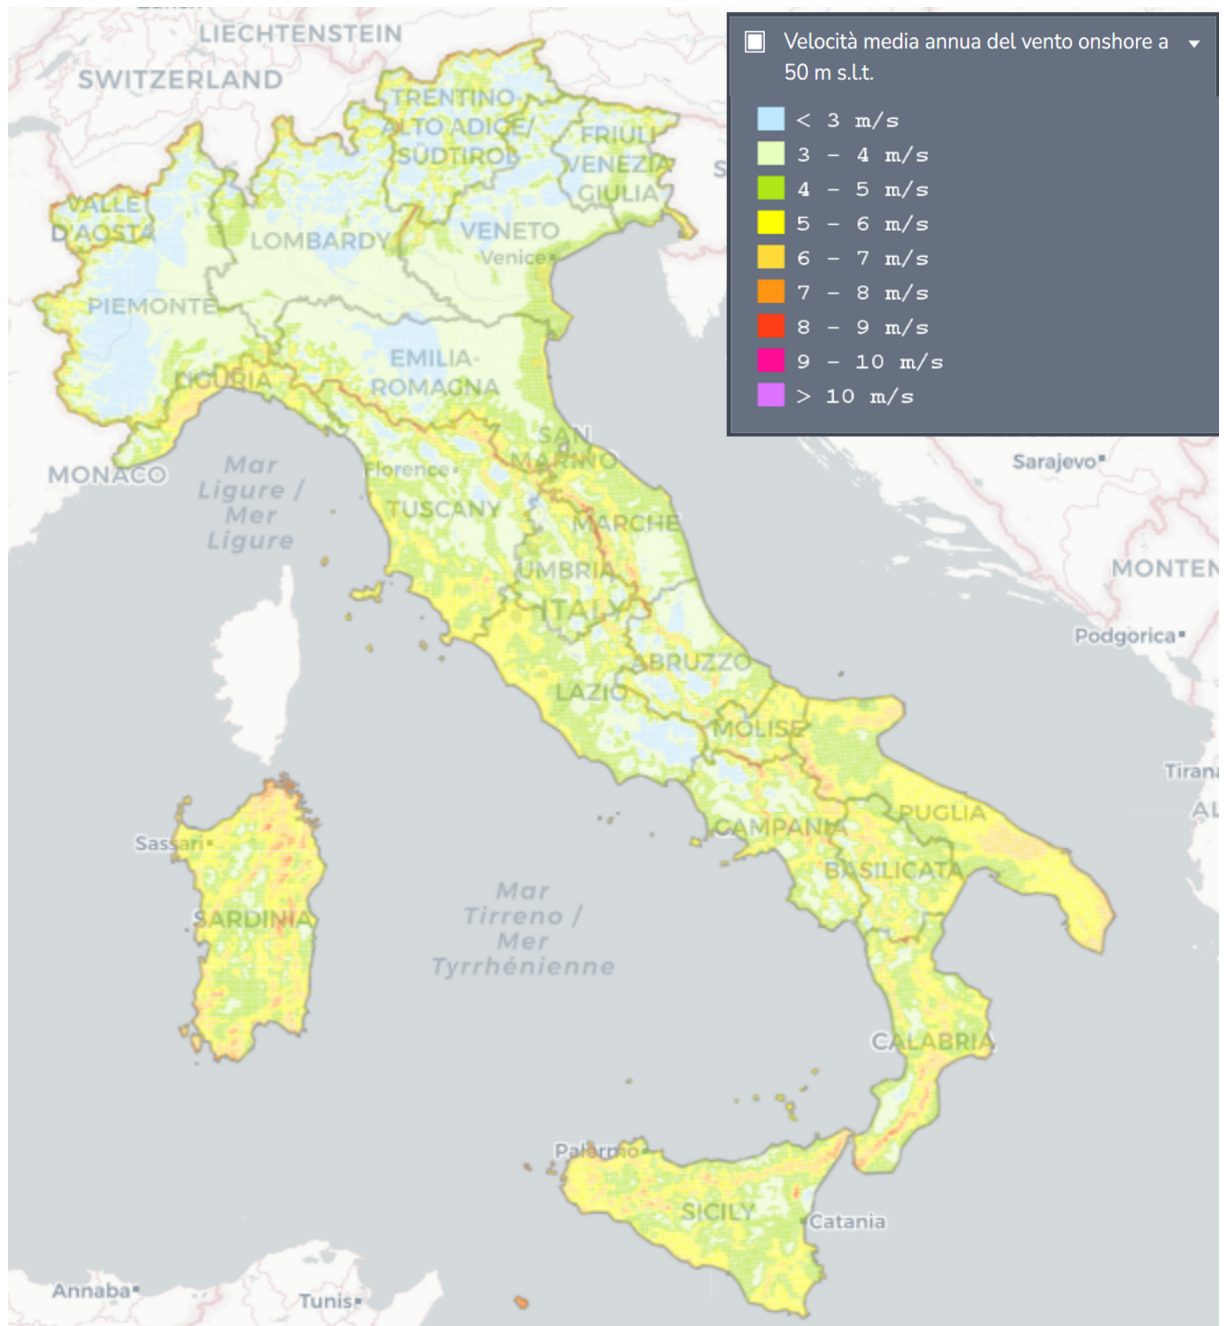 LIECHTENSTEIN
SWITZERLAND
Velocità media annua del vento onshore a
50 m s.l.t.
< 3 m/s
3 - 4 m/s
4 - 5 m/s
5 - 6 m/s
6 - 7 m/s
7 - 8 m/s
8 - 9 m/s
9 - 10 m/s
> 10 m/s
TRENTINO-
ALTO ADIGE/
SÜDTIROL
FRIULI
VENEZIA
GIULIA
VALLE
D'AOSTA
LOMBARDY
VENETO
Venice
PIEMONTE
EMILIA-
ROMAGNA
LIGURIA
SAN
MARINO
MONACO
Mar
Ligure /
Mer
Ligure
Florence
TUSCANY
MARCHE
UMBRIA
ITALY
Sarajevo
MONTEN
Podgorica
ABRUZZO
LAZIO
MOLISE
Tirana
AL
PUGLIA
CAMPANIA
BASILICATA
Sassari
SARDINIA
Mar
Tirreno /
Mer
Tyrrhénienne
CALABRIA
Palermo
SICILY
Catania
Annaba
Tunis